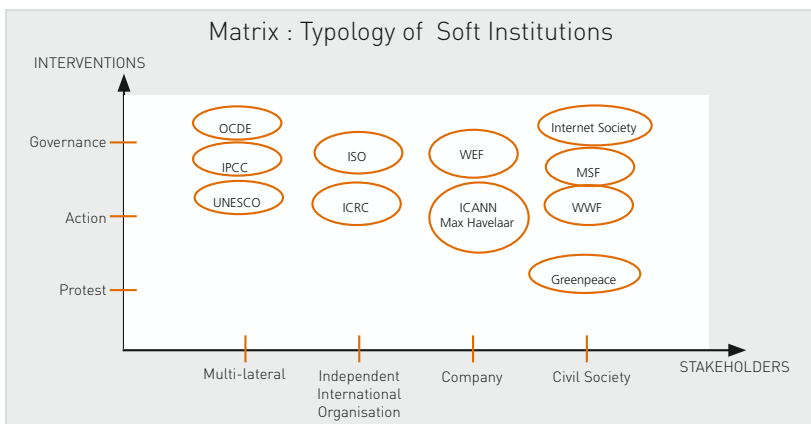 Matrix : Typology of Soft Institutions
INTERVENTIONS
Governance
Action
Protest
OCDE
IPCC
UNESCO
ISO
ICRC
WEF
ICANN
Max Havelaar
Internet Society
MSF
WWF
Greenpeace
STAKEHOLDERS
Multi-lateral
Independent
International
Organisation
Company
Civil Society